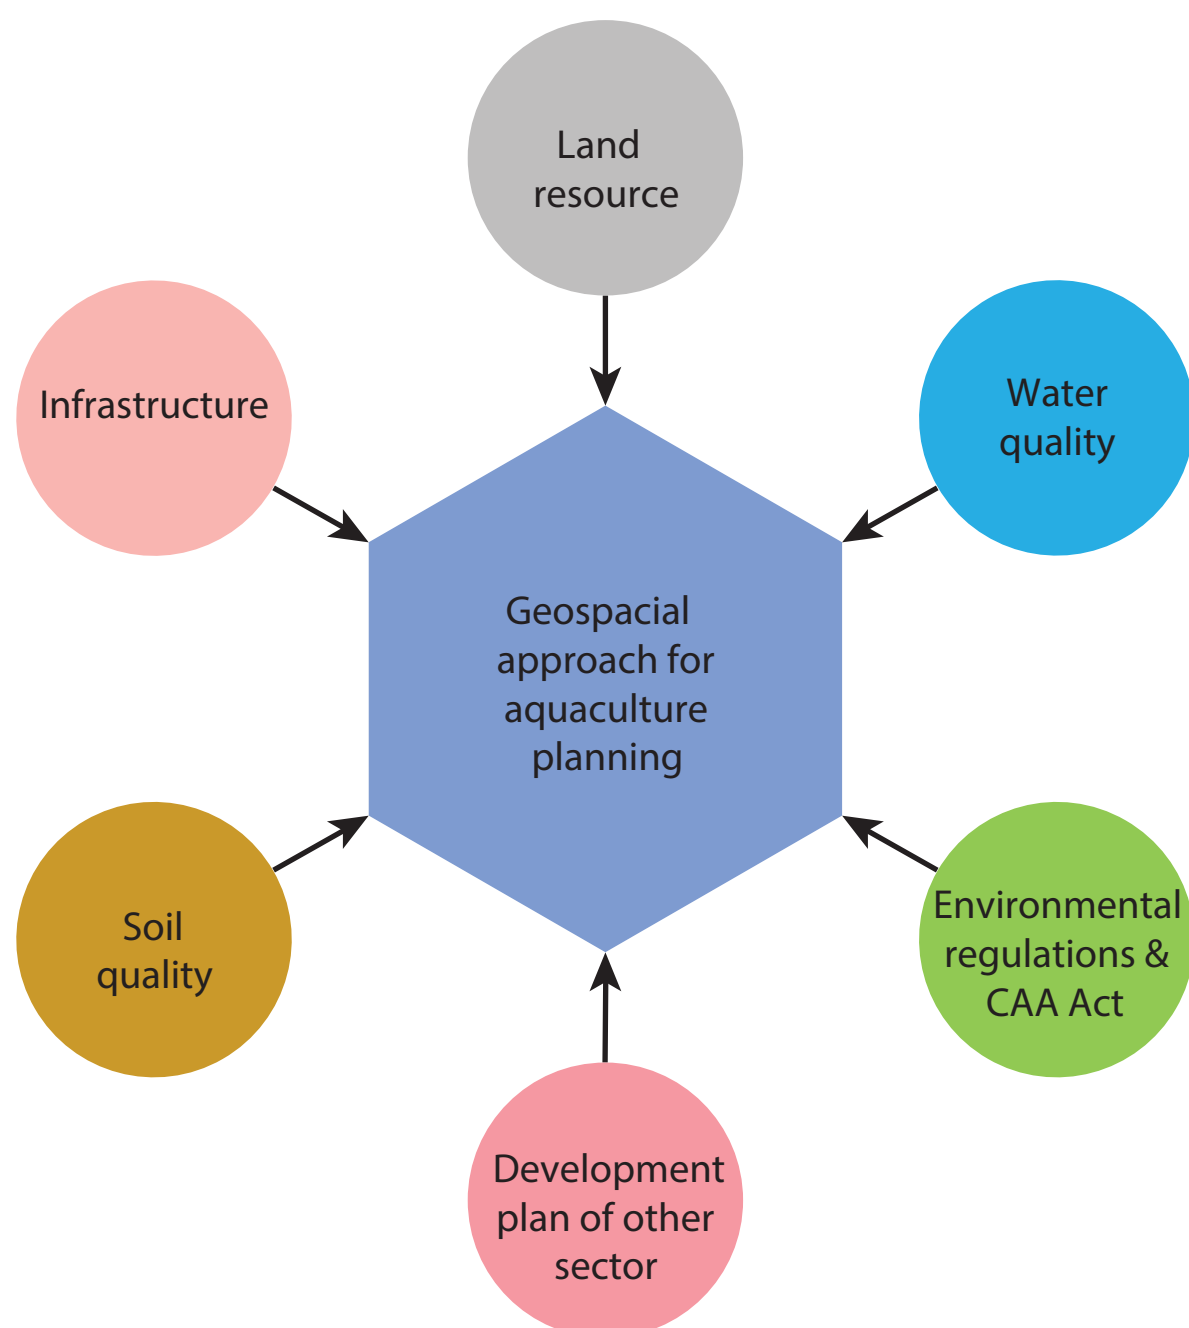 Land
resource
Infrastructure
Water
quality
Geospacial
approach for
aquaculture
planning
Soil
quality
Environmental
regulations &
CAA Act
Development
plan of other
sector